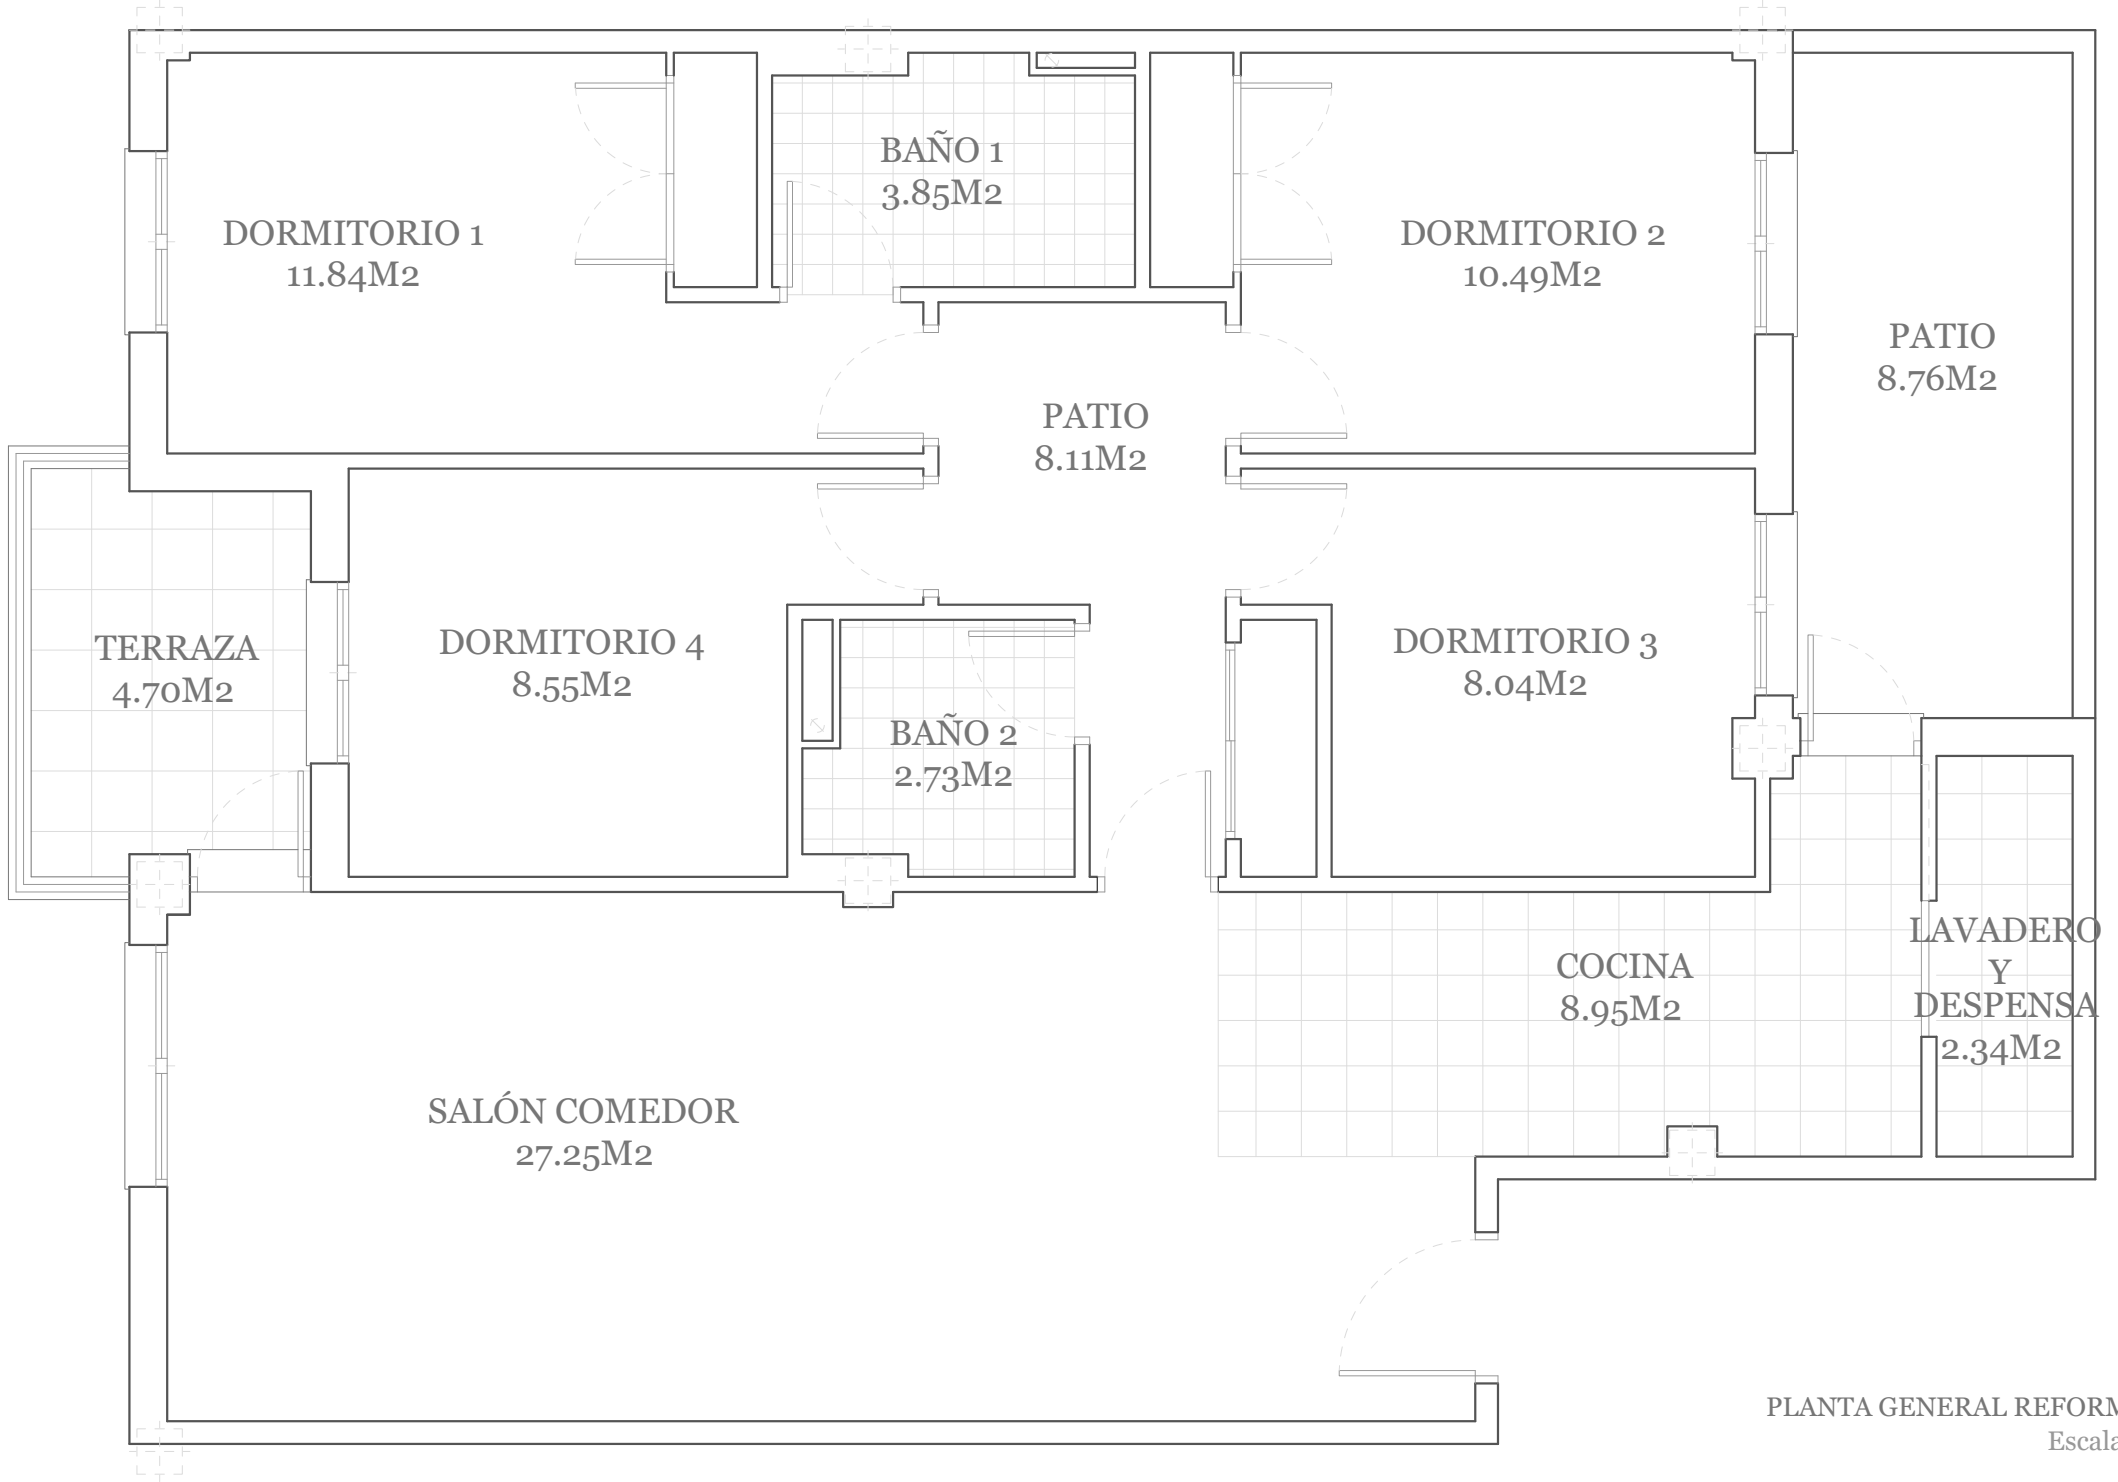 BAÑO 1
3.85M2
DORMITORIO 1
11.84M2
DORMITORIO 2
10.49M2
PATIO
8.76M2
PATIO
8.11M2
TERRAZA
4.70M2
DORMITORIO 4
8.55M2
DORMITORIO 3
8.04M2
BAÑO 2
2.73M2
LAVADERO
Y
DESPENSA
2.34M2
COCINA
8.95M2
SALÓN COMEDOR
27.25M2
PLANTA GENERAL REFORM
Escala